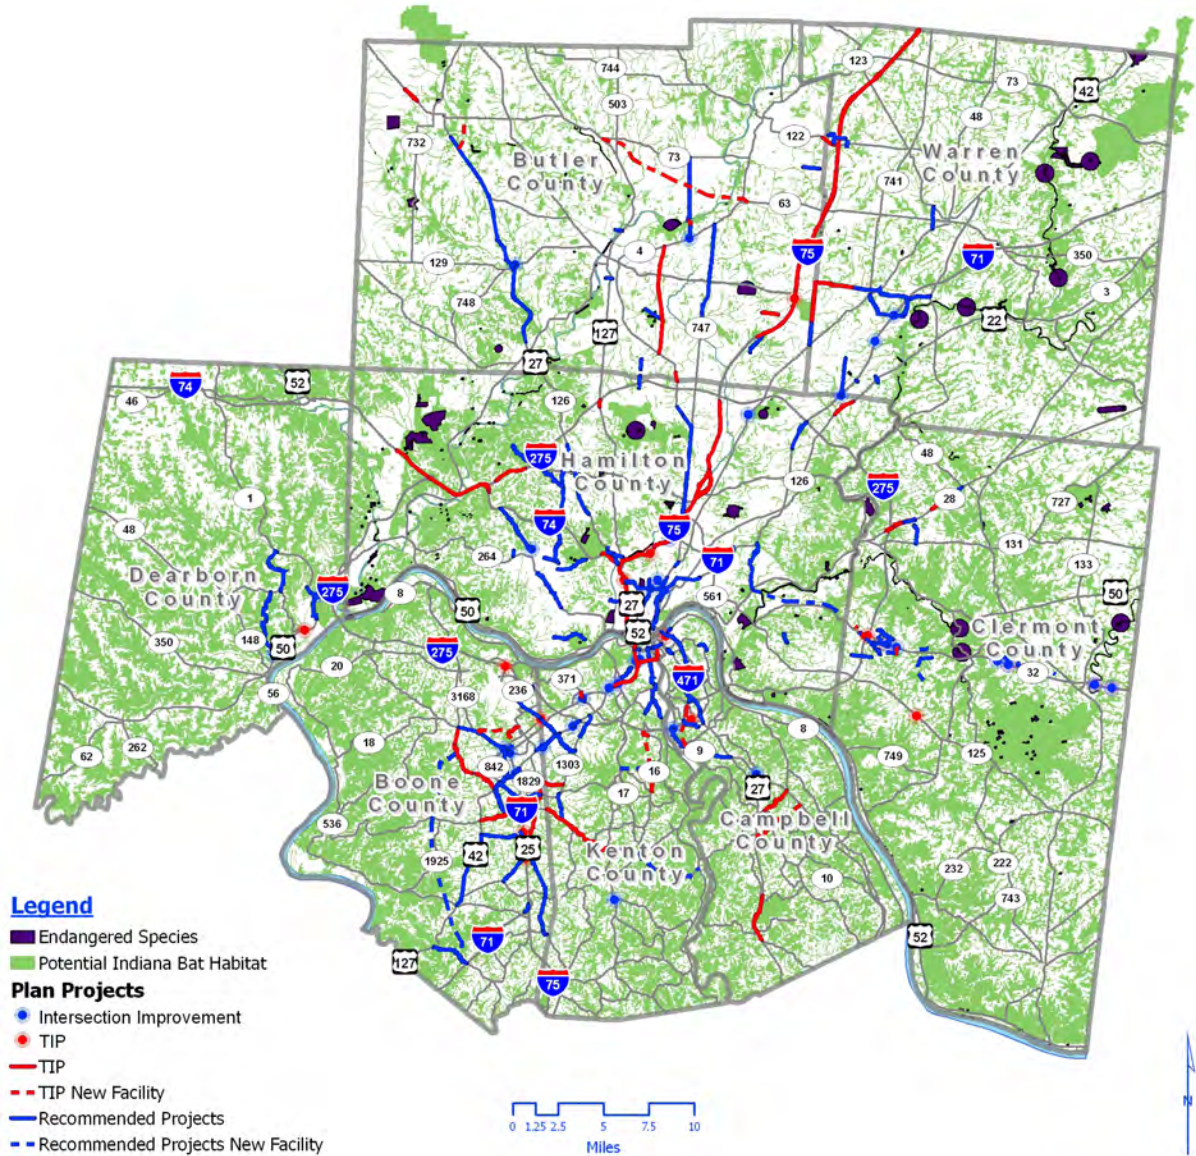 744
123
73
42
503
48
732
122
Butler
County
73
Warren
County
741
63
4
75
71
350
129
3
748
22
747
127
27
74
52
46
126
48
275
Hamilton
County
126
275
28
727
1
74
75
48
131
264
71
133
Dearborn
County
275
8
50
27
561
50
148
52
Clermont
County
350
50
275
20
32
371
471
56
3168
236
8
18
9
749
125
62
262
842
1303
16
Boone
County
1829
17
27
71
536
Campbell
County
1925
42
25
Kenton
County
10
232
222
743
71
52
127
75
Legend
Endangered Species
Potential Indiana Bat Habitat
Plan Projects
Intersection Improvement
TIP
TIP
TIP New Facility
Recommended Projects
Recommended Projects New Facility
0 1.25 2.5 5 7.5 10
Miles
N